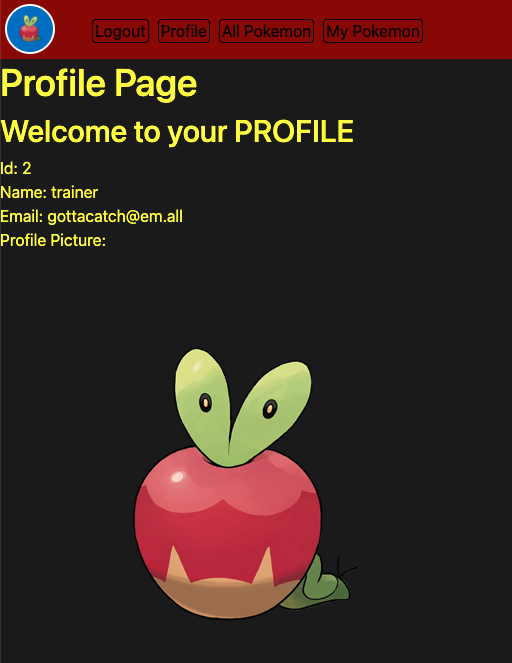 Logout Profile All Pokemon My Pokemon
Profile Page
Welcome to your PROFILE
Id: 2
Name: trainer
Email: gottacatch@em.all
Profile Picture: